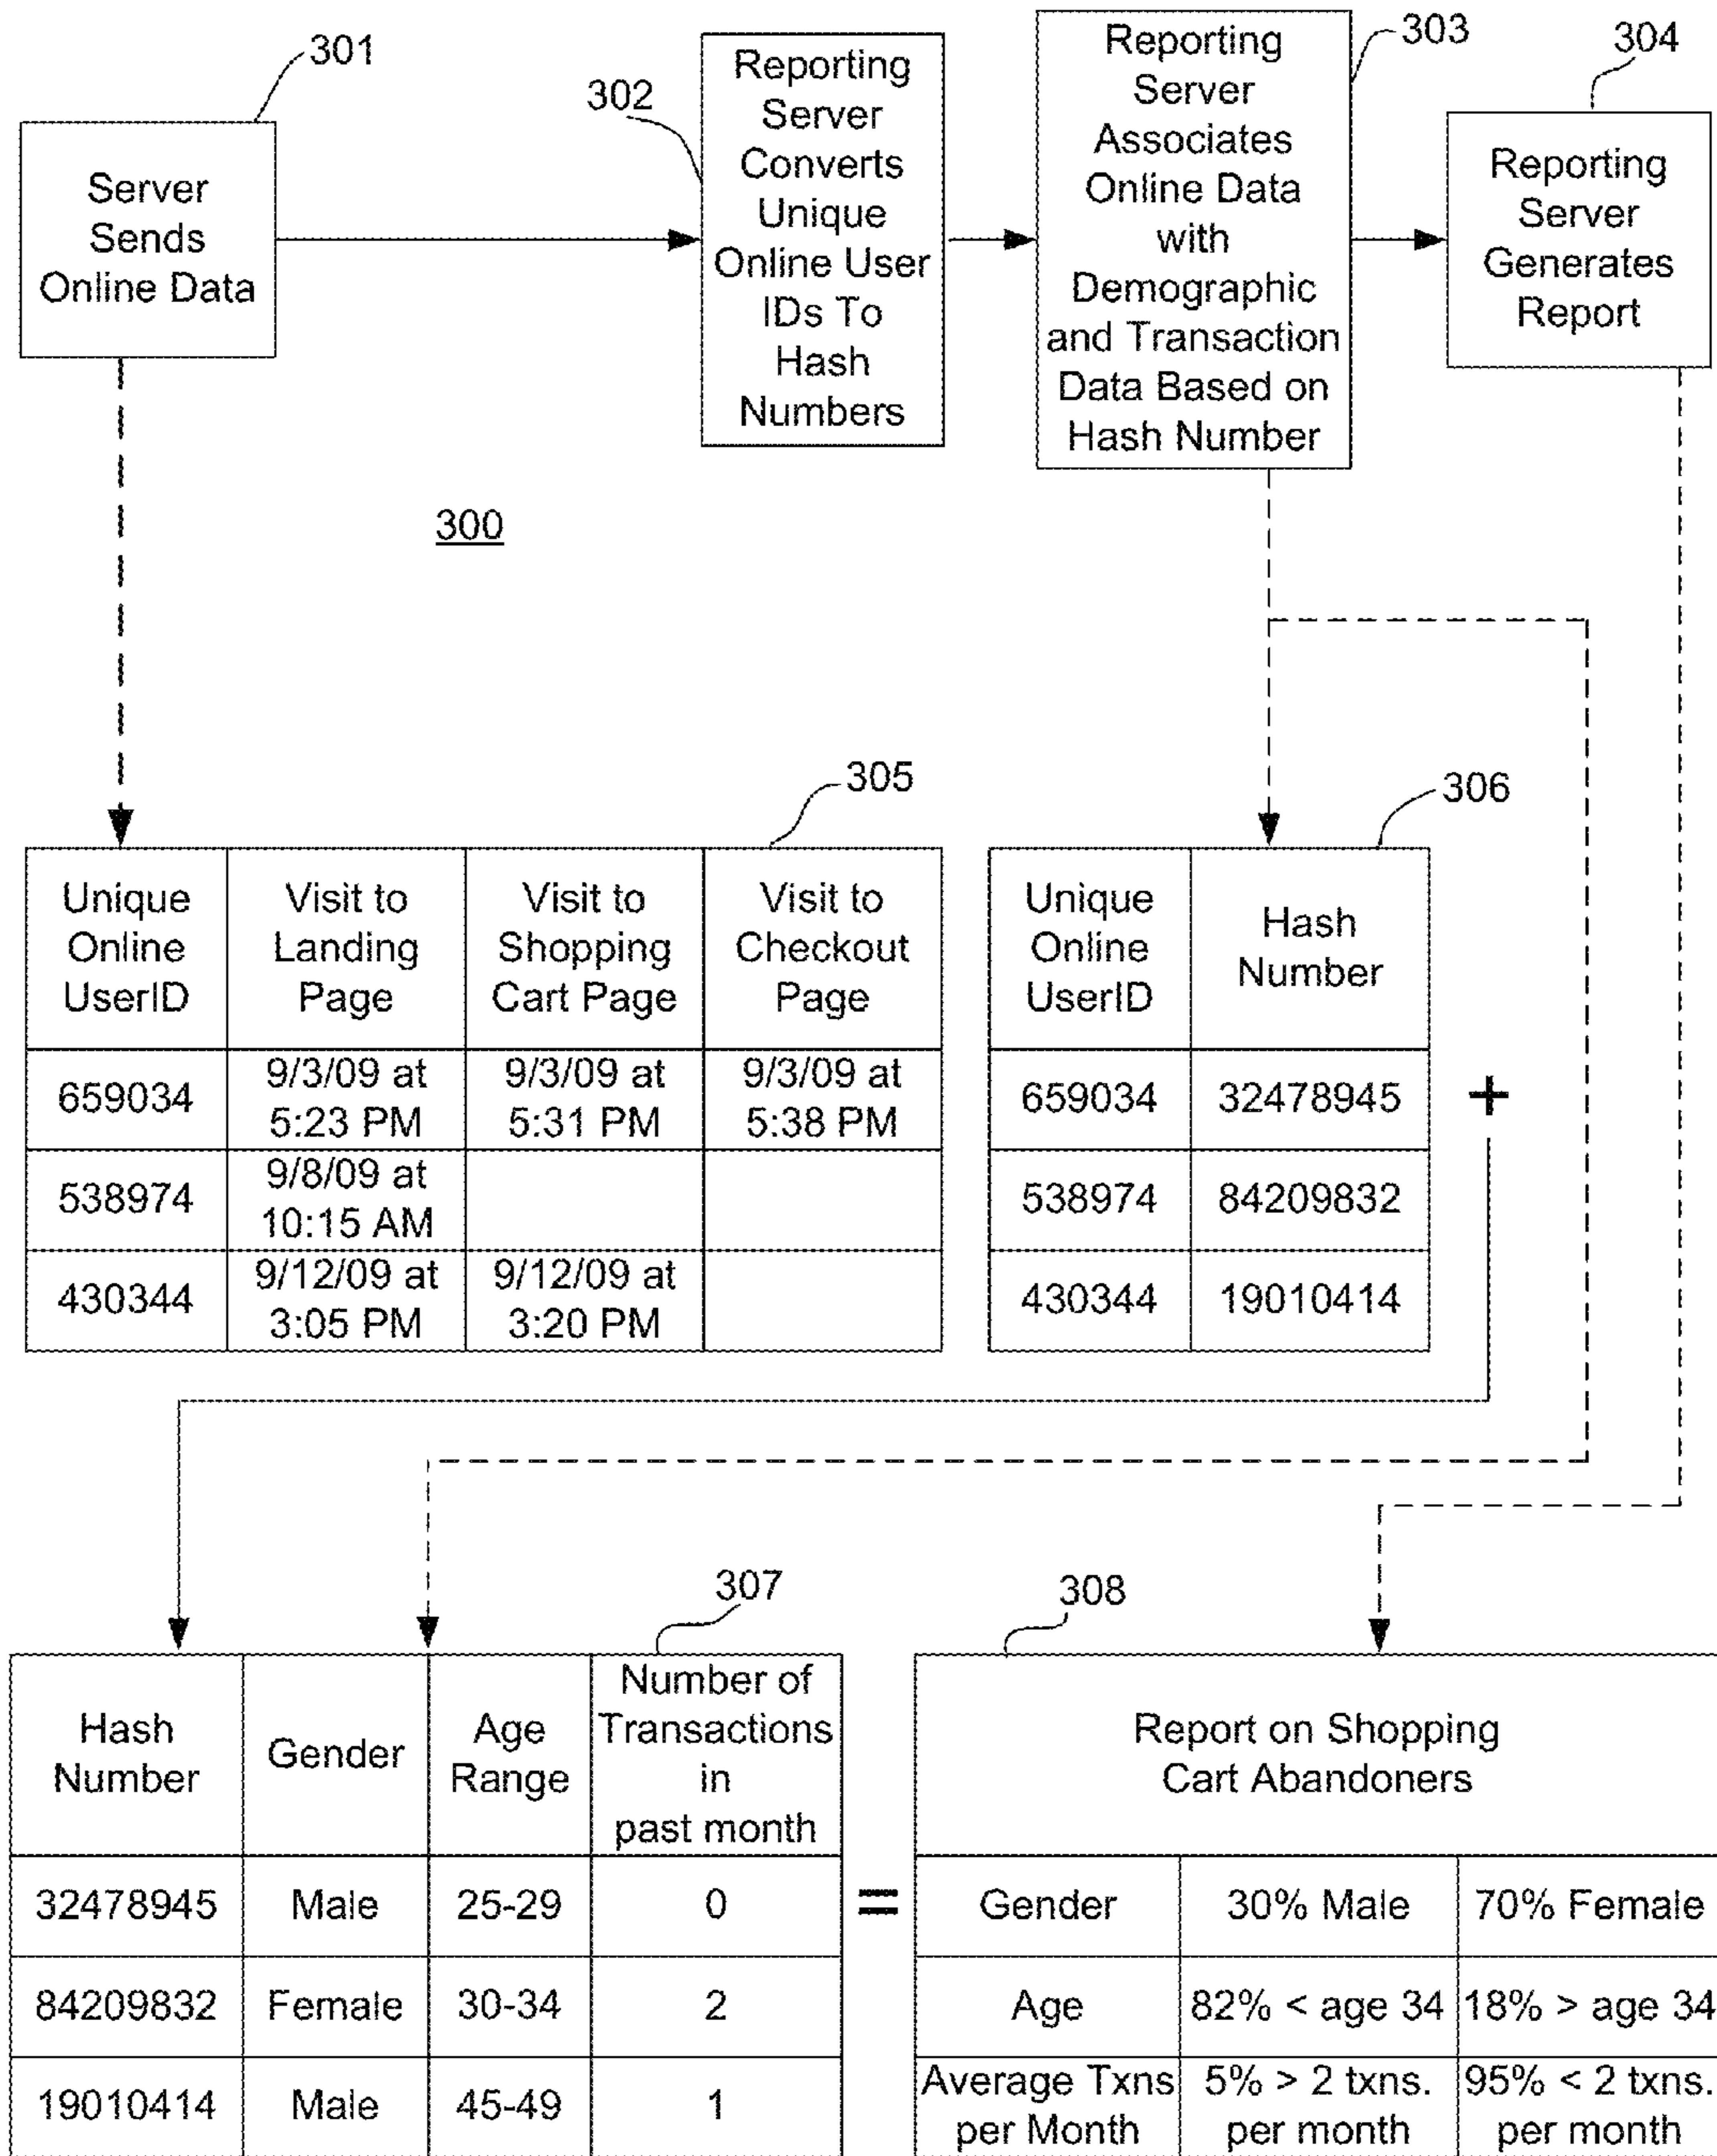 301
Server
Sends
Online Data
302
Reporting
Server
Converts
Unique
Online User
IDs To
Hash
Numbers
303
Reporting
Server
Associates
Online Data
with
Demographic
and Transaction
Data Based on
Hash Number
304
Reporting
Server
Generates
Report
300
305
Unique
Online
UserID
Visit to
Landing
Page
Visit to
Shopping
Cart Page
Visit to
Checkout
Page
659034
9/3/09 at
5:23 PM
9/3/09 at
5:31 PM
9/3/09 at
5:38 PM
538974
9/8/09 at
10:15 AM
430344
9/12/09 at
3:05 PM
9/12/09 at
3:20 PM
306
Unique
Online
UserID
Hash
Number
659034
32478945
538974
84209832
430344
19010414
+
307
Hash
Number
Gender
Age
Range
Number of
Transactions
in
past month
32478945
Male
25-29
0
84209832
Female
30-34
2
19010414
Male
45-49
1
=
308
Report on Shopping
Cart Abandoners
Gender
30% Male
70% Female
Age
82% < age 34
18% > age 34
Average Txns
per Month
5% > 2 txns.
per month
95% < 2 txns.
per month